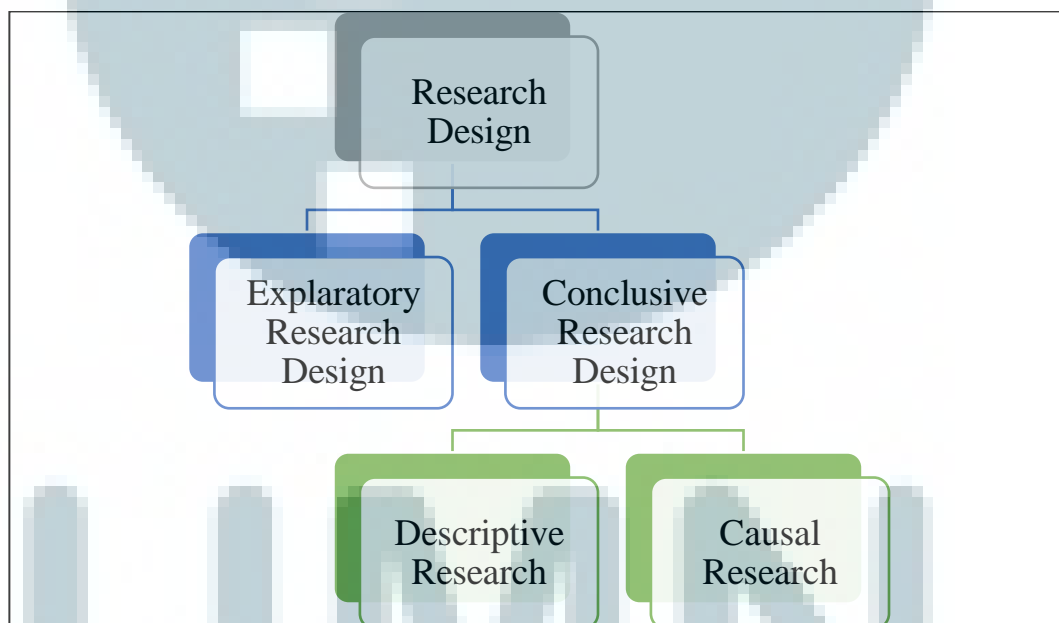 Research
Design
Explaratory
Research
Design
Conclusive
Research
Design
Descriptive
Research
Causal
Research